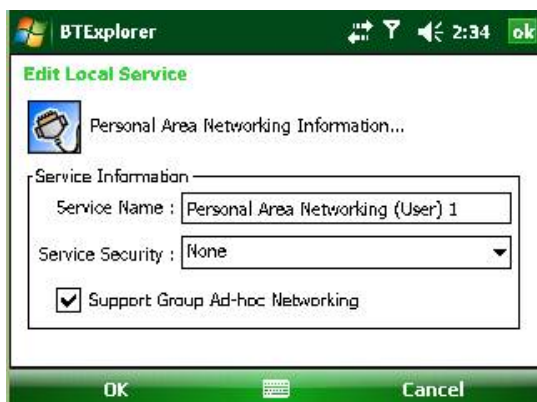 BTExplorer 2:34 ok
Edit Local Service
Personal Area Networking Information...
Service Information
Service Name : Personal Area Networking (User) 1
Service Security : None
Support Group Ad-hoc Networking
OK Cancel